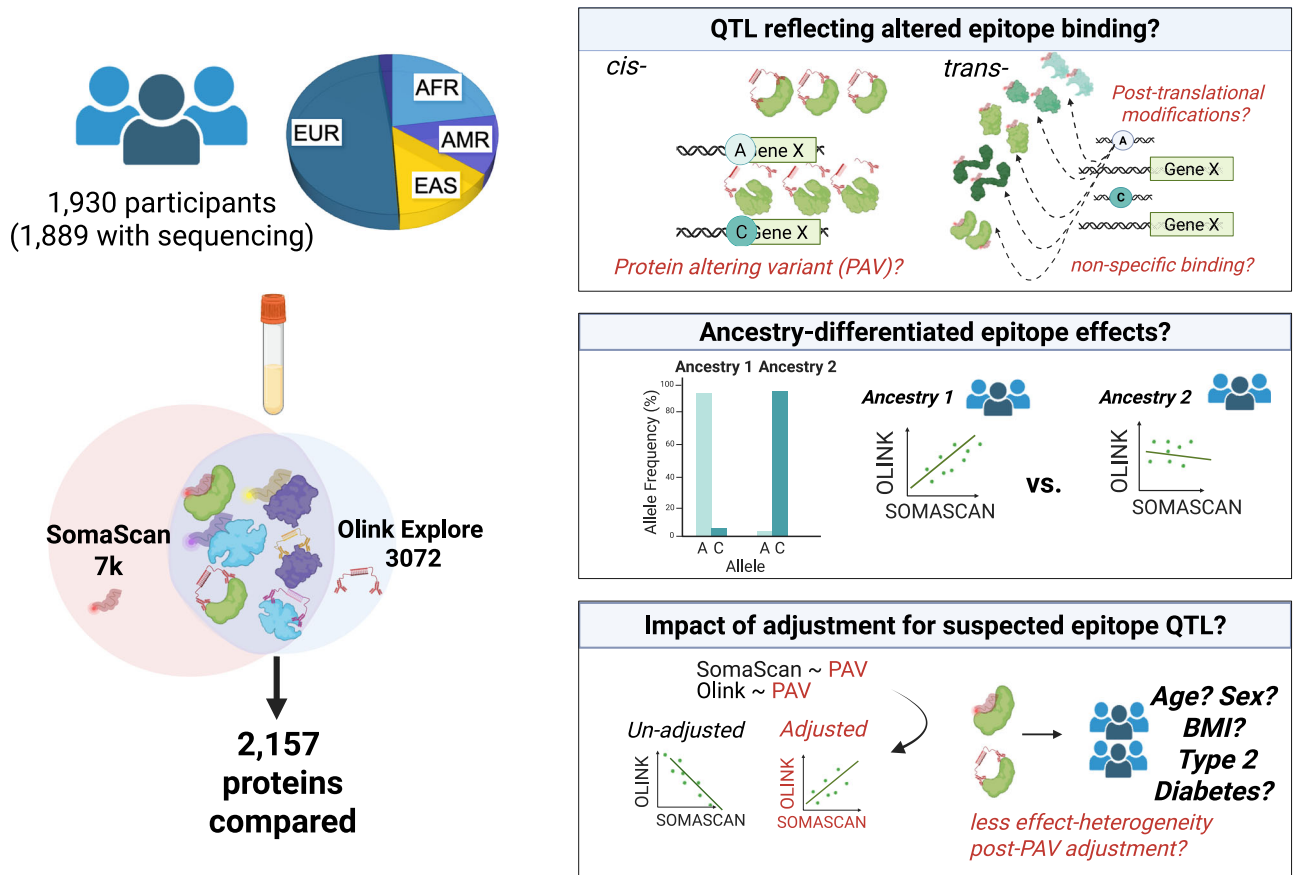 EUR
AFR
AMR
EAS
1,930 participants
(1,889 with sequencing)
SomaScan
7k
Olink Explore
3072
2,157
proteins
compared
QTL reflecting altered epitope binding?
cis-
A Gene X
C Gene X
Protein altering variant (PAV)?
trans-
Post-translational
modifications?
A
Gene X
C
Gene X
non-specific binding?
Ancestry-differentiated epitope effects?
Ancestry 1 Ancestry 2
Allele Frequency (%)
100
80
60
40
20
0
A C A C
Allele
Ancestry 1
OLINK
SOMASCAN
vs.
Ancestry 2
OLINK
SOMASCAN
Impact of adjustment for suspected epitope QTL?
SomaScan ~ PAV
Olink ~ PAV
Un-adjusted
OLINK
SOMASCAN
Adjusted
OLINK
SOMASCAN
Age? Sex?
BMI?
Type 2
Diabetes?
less effect-heterogeneity
post-PAV adjustment?